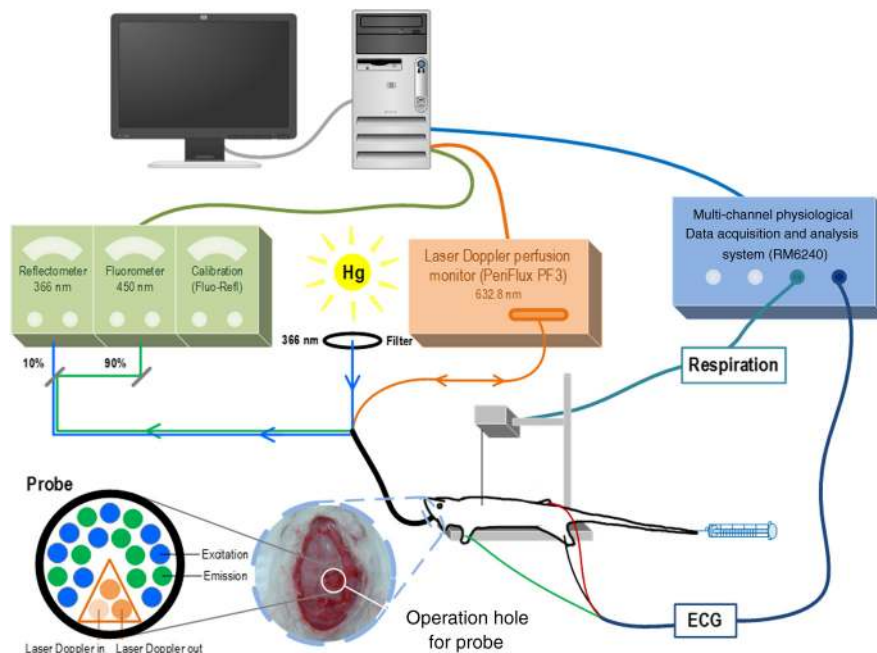 Multi-channel physiological
Data acquisition and analysis
system (RM6240)
Reflectometer
366 nm
Fluorometer
450 nm
Calibration
(Fluo-Refl)
Hg
Laser Doppler perfusion
monitor (PeriFlux PF3)
632.8 nm
366 nm
Filter
10%
90%
Respiration
Probe
Excitation
Emission
Laser Doppler in
Laser Doppler out
Operation hole
for probe
ECG